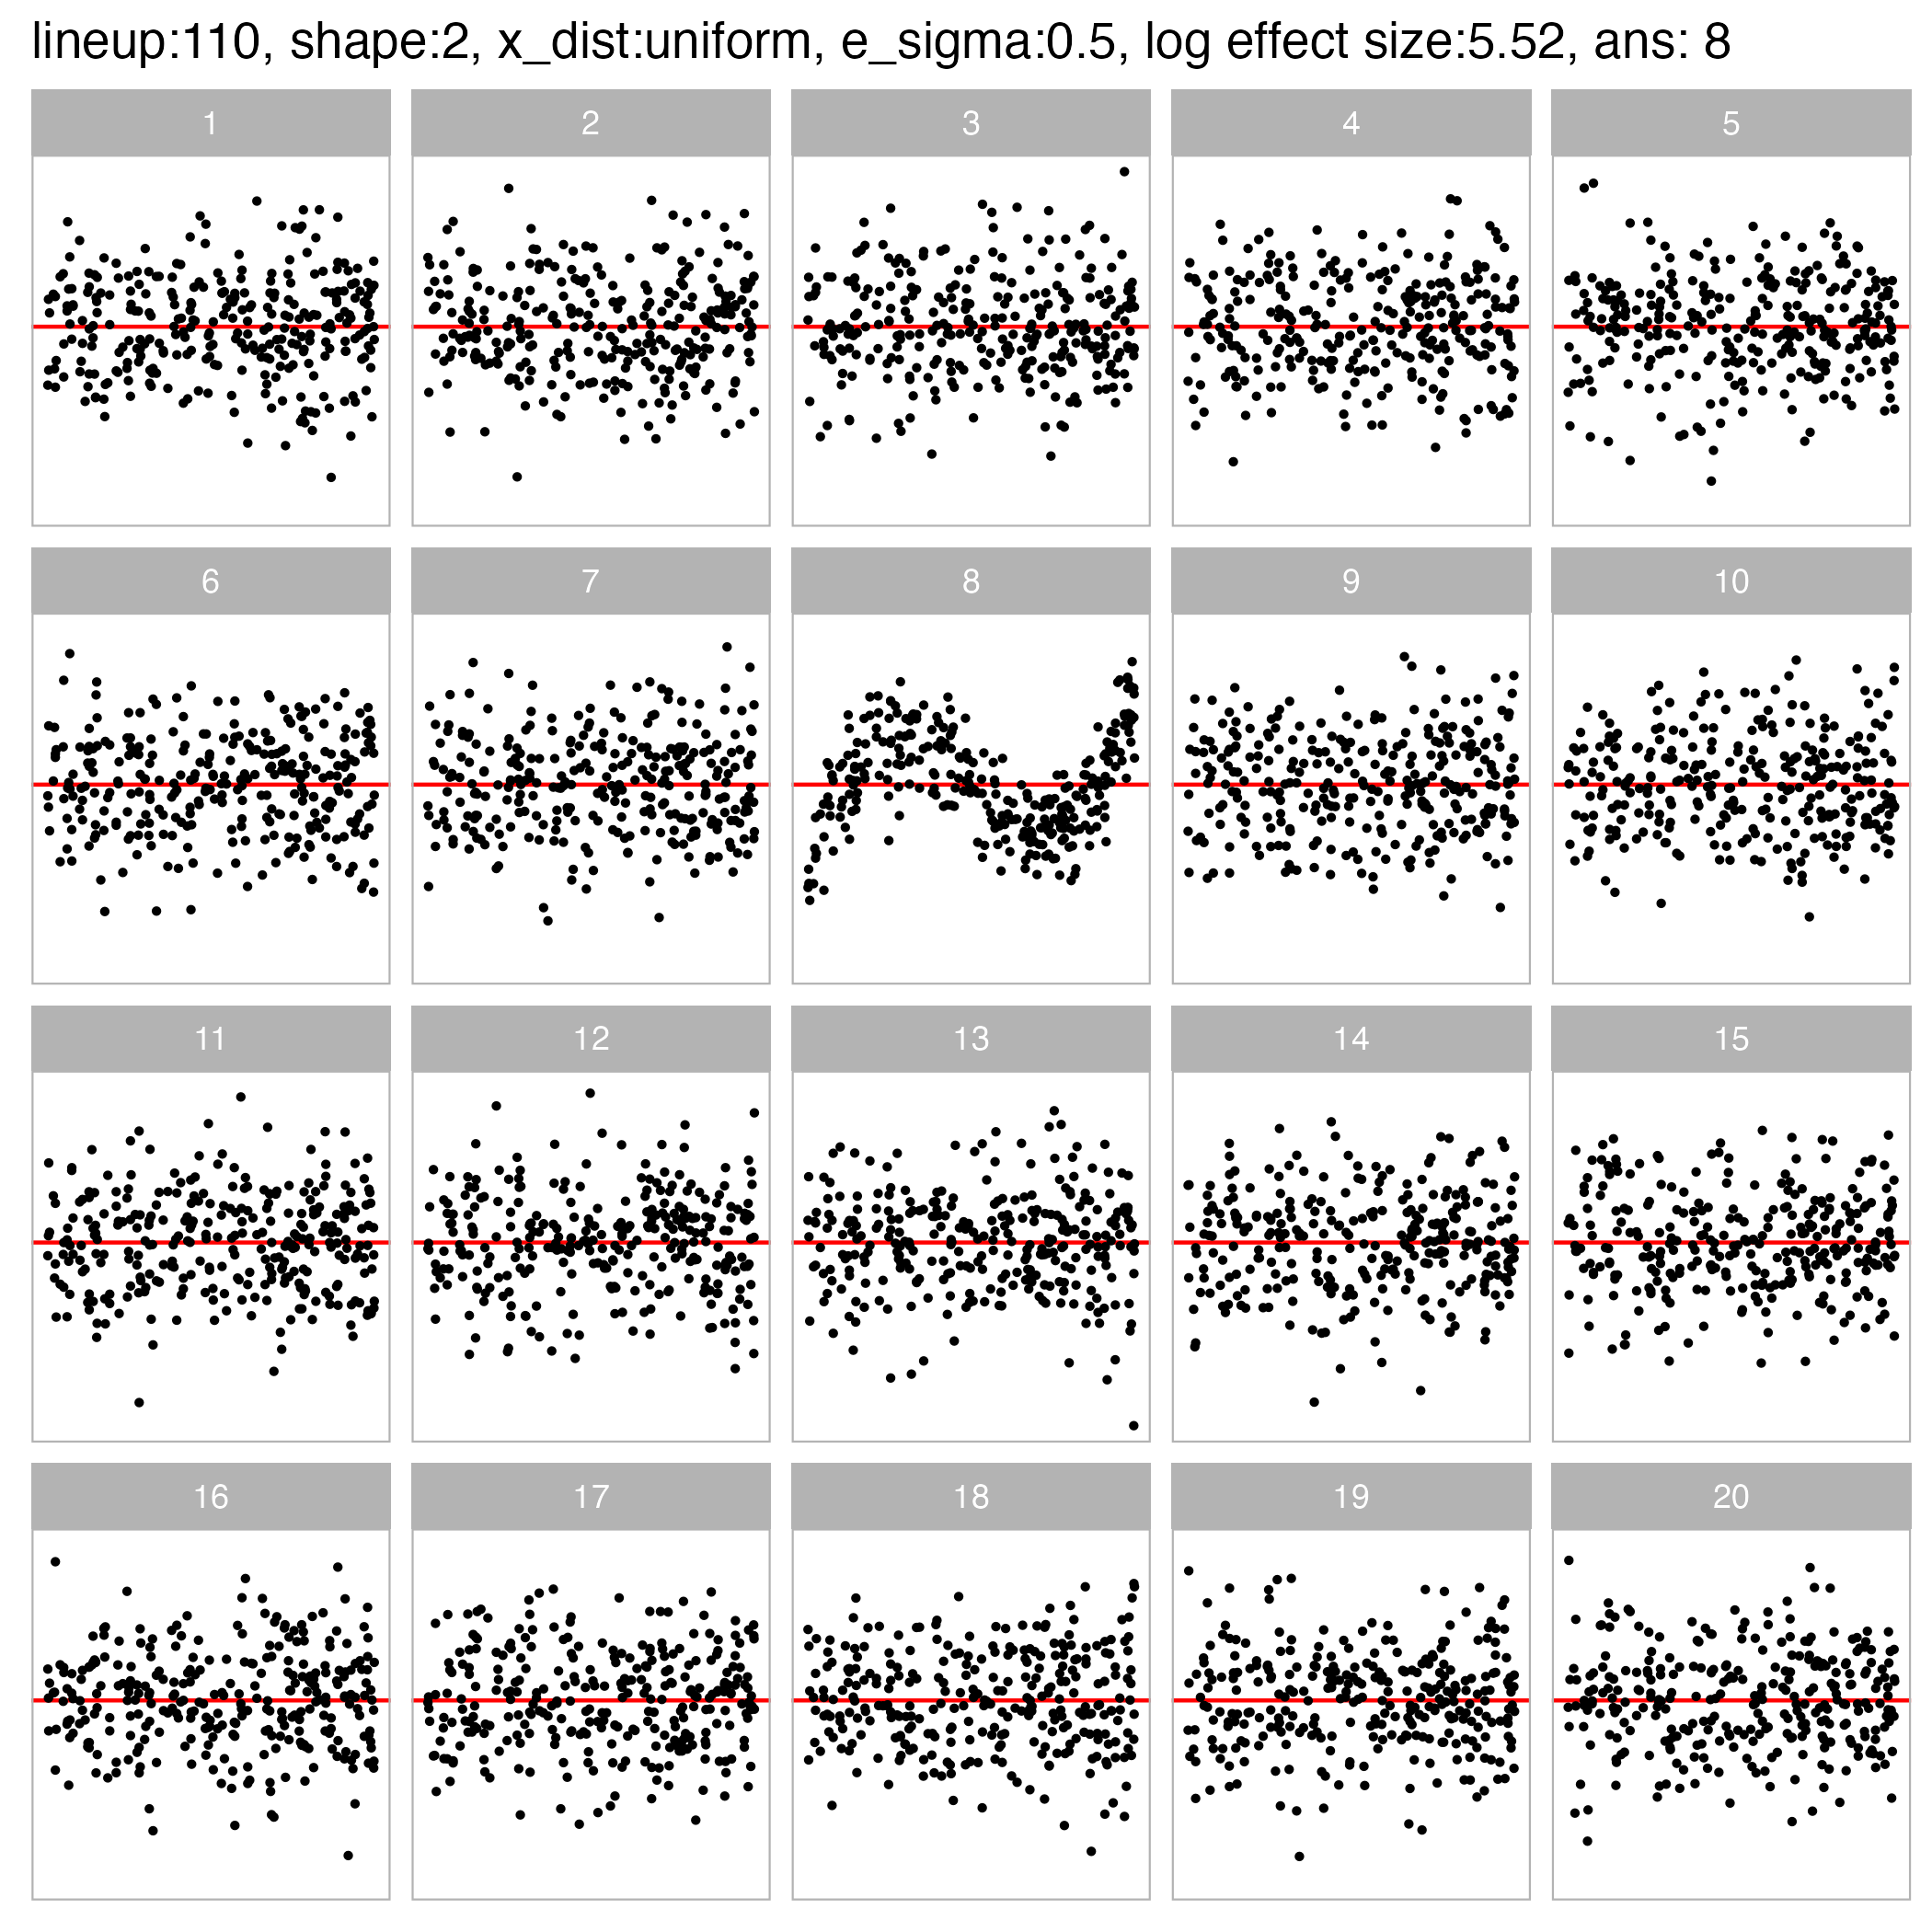 lineup:110, shape:2, x_dist:uniform, e_sigma:0.5, log effect size:5.52, ans: 8
1 2 3 4 5
6 7 8 9 10
11 12 13 14 15
16 17 18 19 20